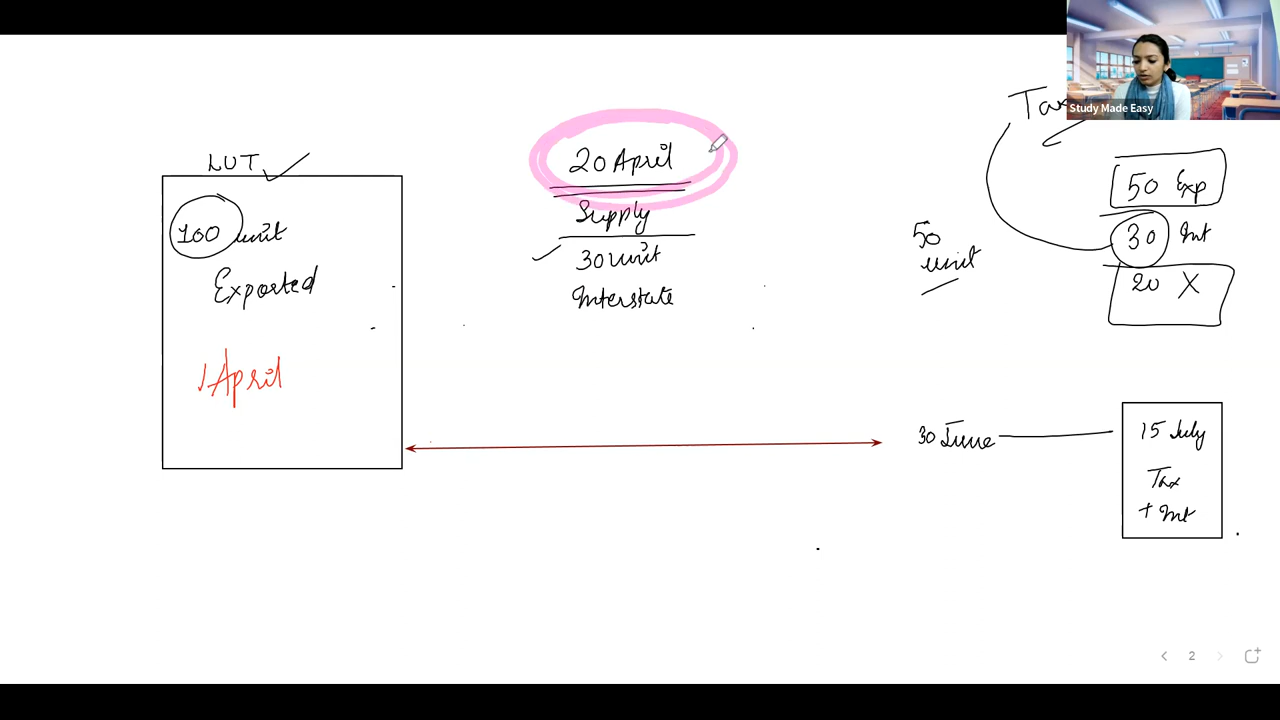 LUT
100 unit
Exported
1 April
20 April
Supply
30 unit
Interstate
50
unit
30 June
Tax
Study Made Easy
50 Exp
30 Int
20 X
15 July
Tax
+ Int
2